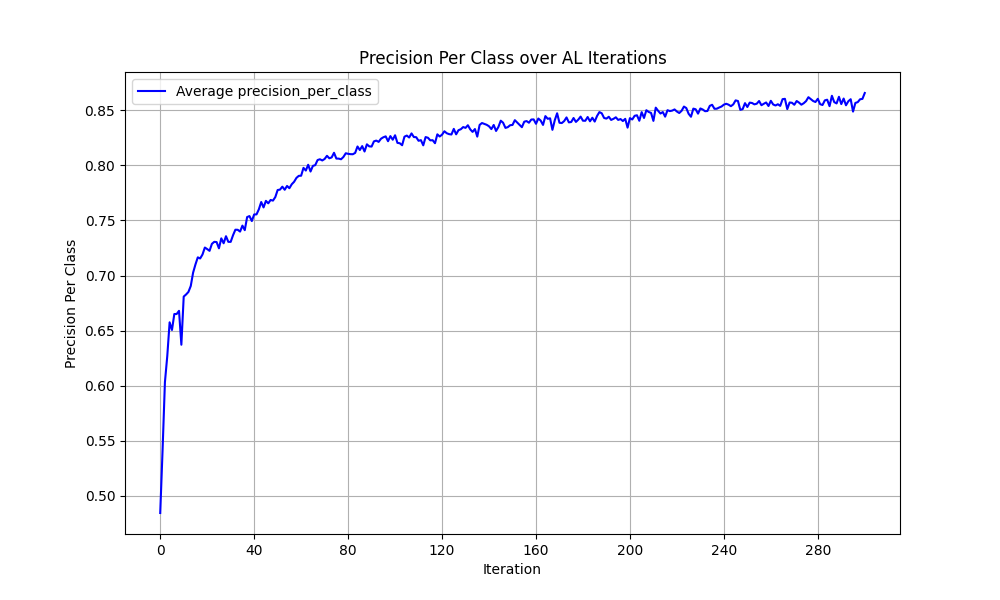 Precision Per Class over AL Iterations
Average precision_per_class
Precision Per Class
0.85
0.80
0.75
0.70
0.65
0.60
0.55
0.50
0 40 80 120 160 200 240 280
Iteration